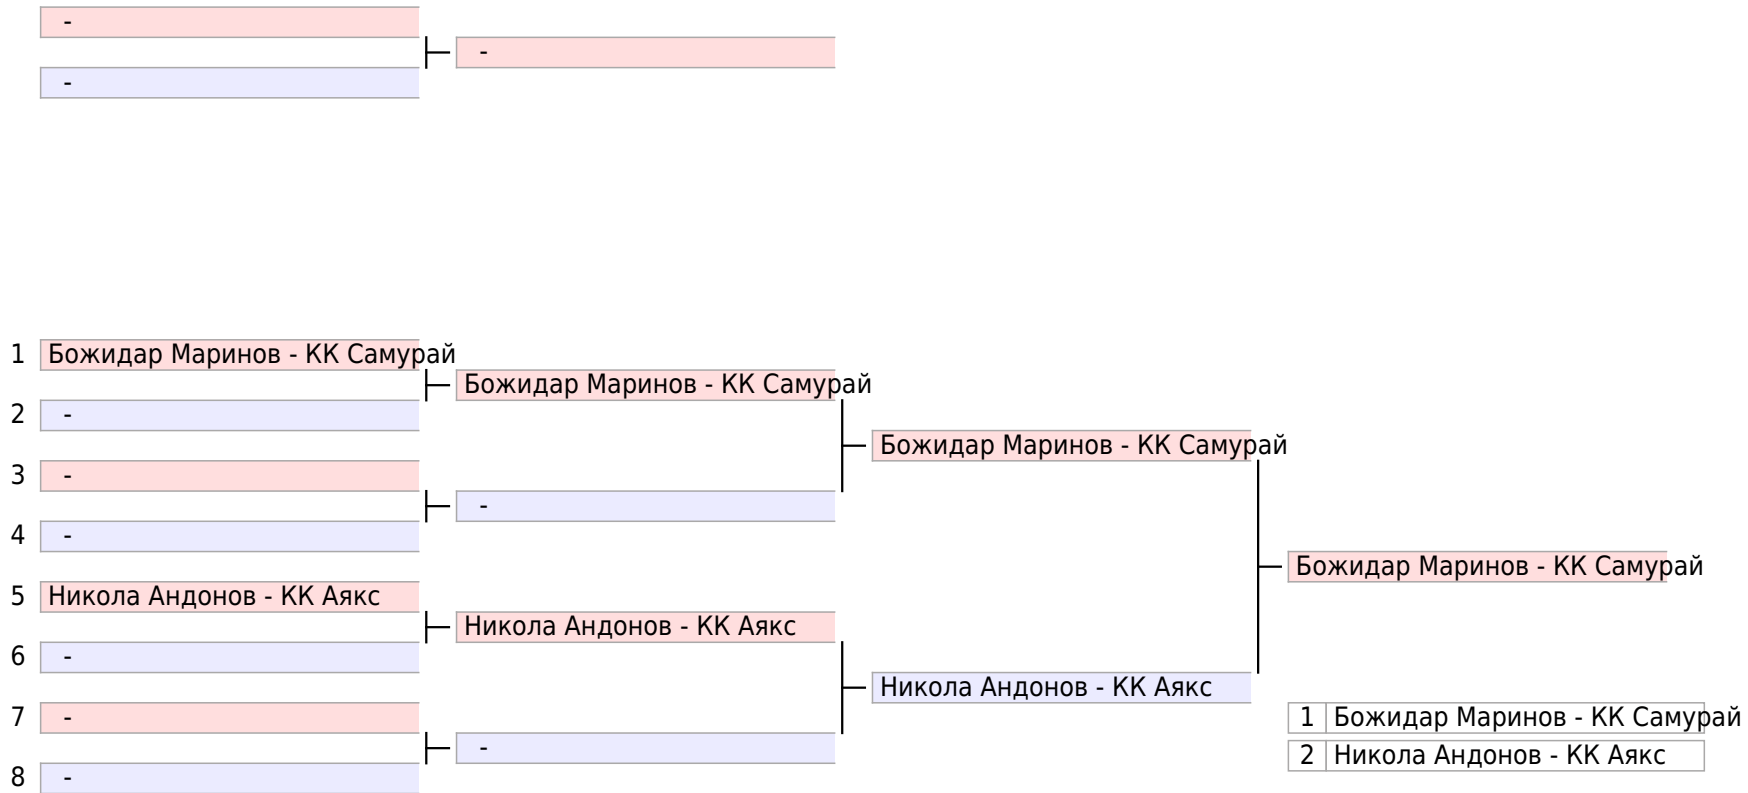 -
-
-
1 Божидар Маринов - КК Самурай
Божидар Маринов - КК Самурай
2 -
Божидар Маринов - КК Самурай
3 -
-
4 -
Божидар Маринов - КК Самурай
5 Никола Андонов - КК Аякс
Никола Андонов - КК Аякс
6 -
Никола Андонов - КК Аякс
7 -
1 Божидар Маринов - КК Самурай
-
2 Никола Андонов - КК Аякс
8 -